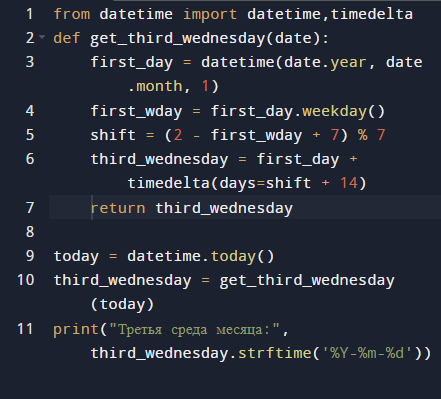 1 from datetime import datetime,timedelta
2 def get_third_wednesday(date):
3 first_day = datetime(date.year, date
.month, 1)
4 first_wday = first_day.weekday()
5 shift = (2 - first_wday + 7) % 7
6 third_wednesday = first_day +
timedelta(days=shift + 14)
7 return third_wednesday
8
9 today = datetime.today()
10 third_wednesday = get_third_wednesday
(today)
11 print("Третья среда месяца:",
third_wednesday.strftime('%Y-%m-%d'))